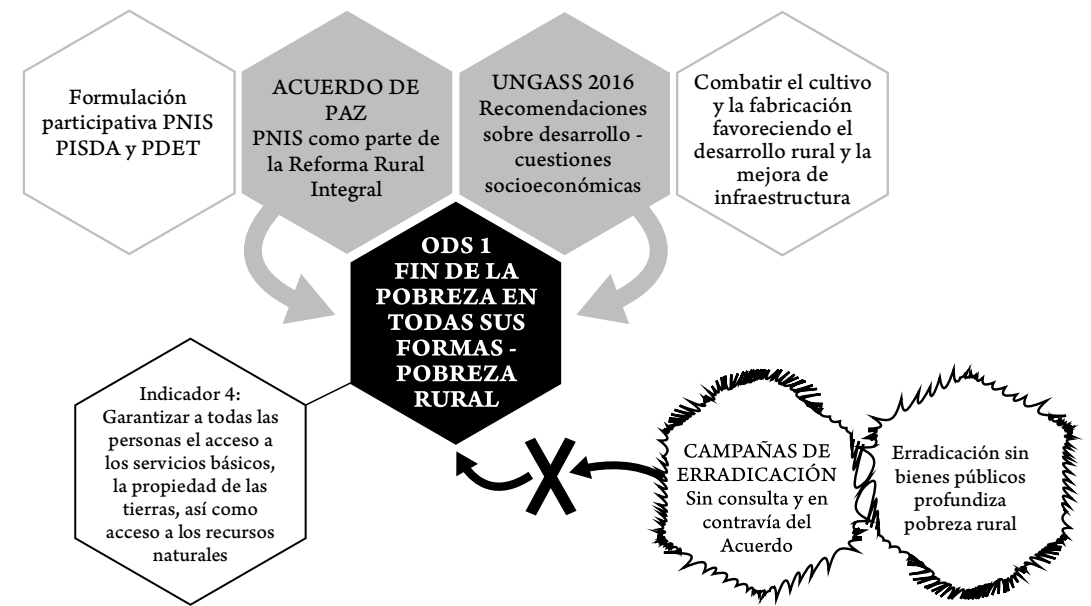 Formulación
participativa PNIS
PISDA y PDET
ACUERDO DE
PAZ
PNIS como parte de
la Reforma Rural
Integral
UNGASS 2016
Recomendaciones
sobre desarrollo -
cuestiones
socioeconómicas
Combatir el cultivo
y la fabricación
favoreciendo el
desarrollo rural y la
mejora de
infraestructura
ODS 1
FIN DE LA
POBREZA EN
TODAS SUS
FORMAS -
POBREZA
RURAL
Indicador 4:
Garantizar a todas las
personas el acceso a
los servicios básicos,
la propiedad de las
tierras, así como
acceso a los recursos
naturales
CAMPAÑAS DE
ERRADICACIÓN
Sin consulta y en
contravía del
Acuerdo
Erradicación sin
bienes públicos
profundiza
pobreza rural